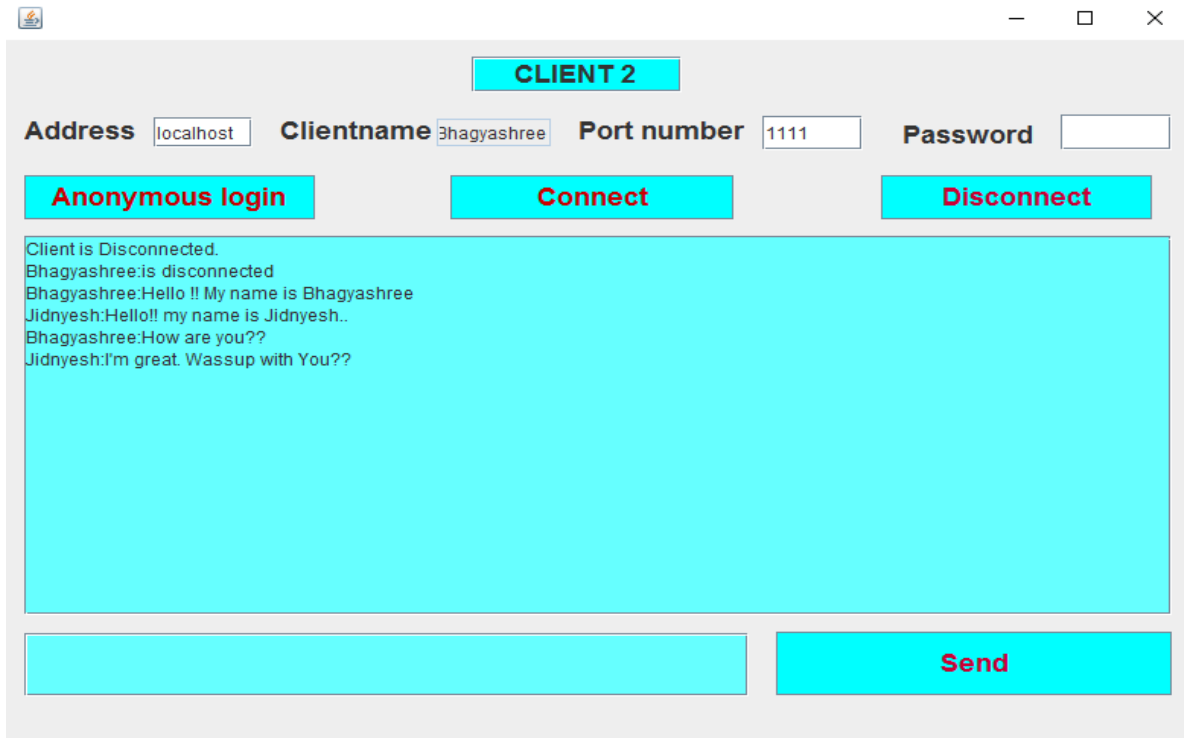 CLIENT 2
Address localhost Clientname Bhagyashree Port number 1111 Password
Anonymous login Connect Disconnect
Client is Disconnected.
Bhagyashree:is disconnected
Bhagyashree:Hello !! My name is Bhagyashree
Jidnyesh:Hello!! my name is Jidnyesh..
Bhagyashree:How are you??
Jidnyesh:I'm great. Wassup with You??
Send